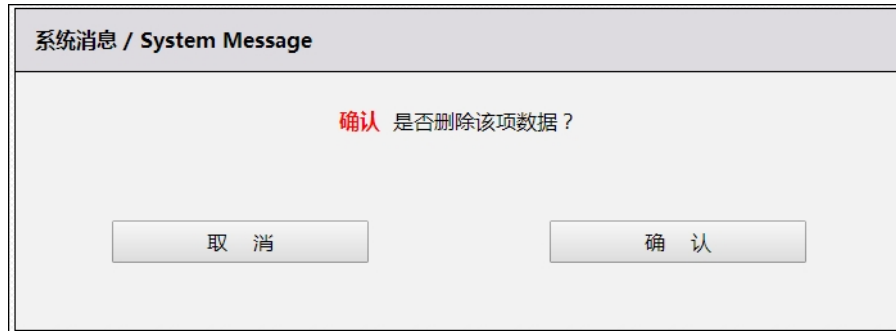 系统消息 / System Message
确认 是否删除该项数据？
取 消
确 认